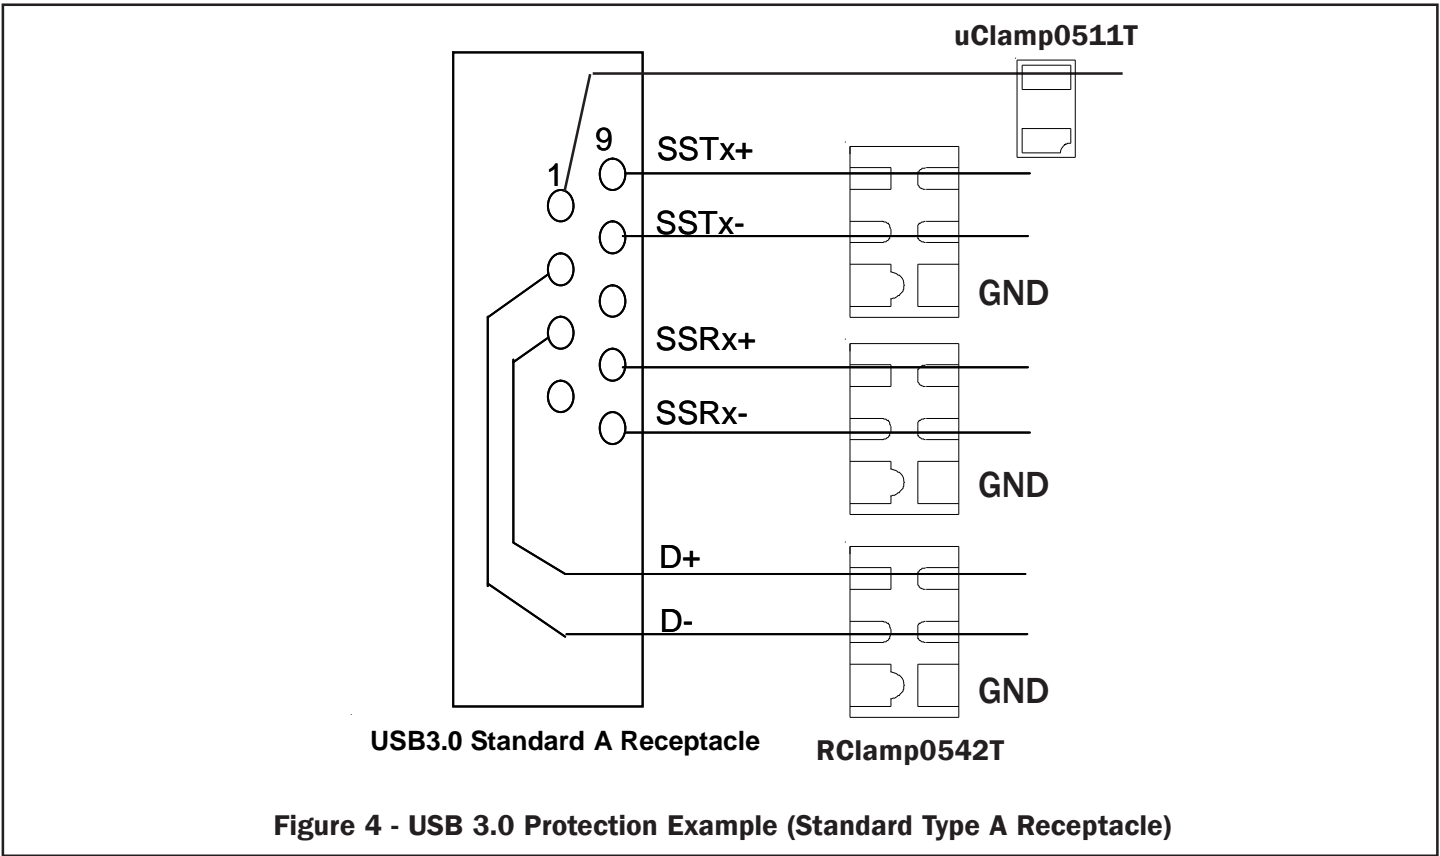 uClamp0511T
9
SSTx+
1
SSTx-
GND
SSRx+
SSRx-
GND
D+
D-
GND
USB3.0 Standard A Receptacle
RClamp0542T
Figure 4 - USB 3.0 Protection Example (Standard Type A Receptacle)